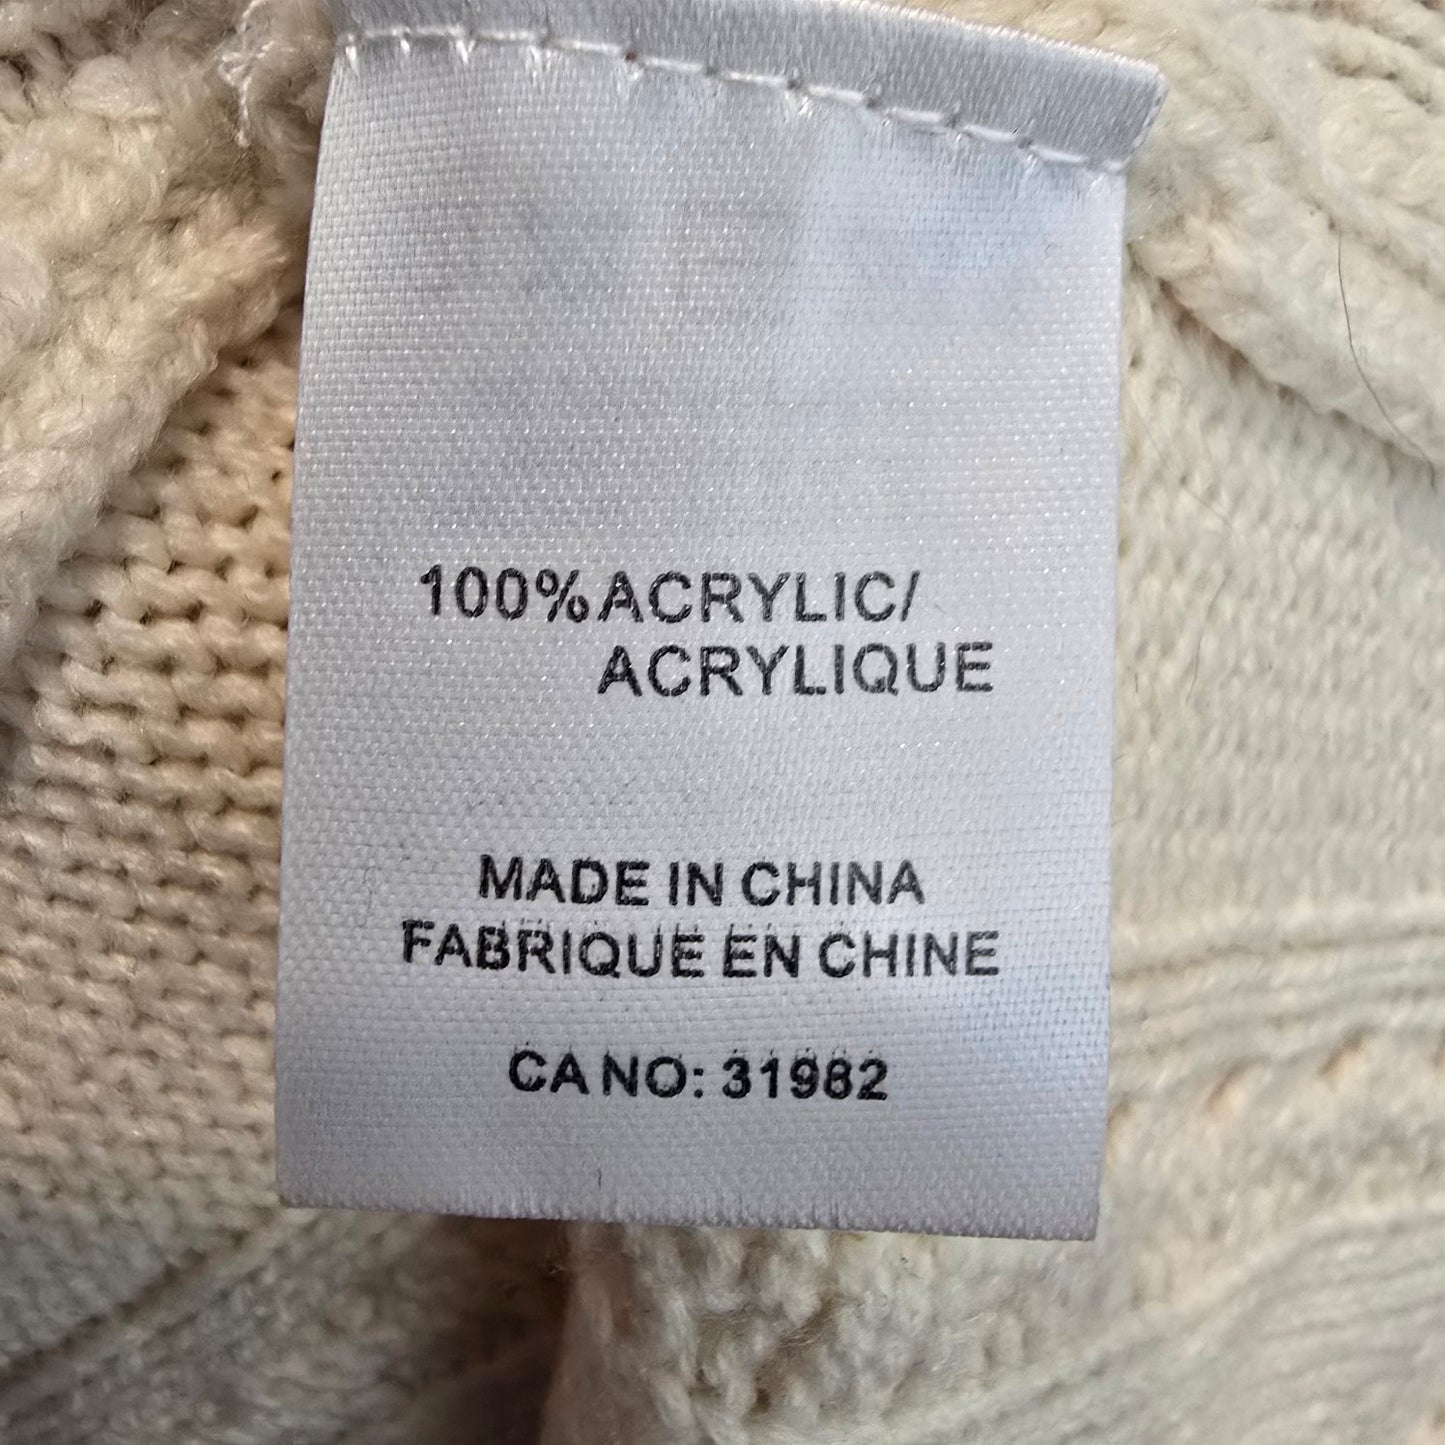 100% ACRYLIC/
ACRYLIQUE
MADE IN CHINA
FABRIQUE EN CHINE
CA NO: 31982